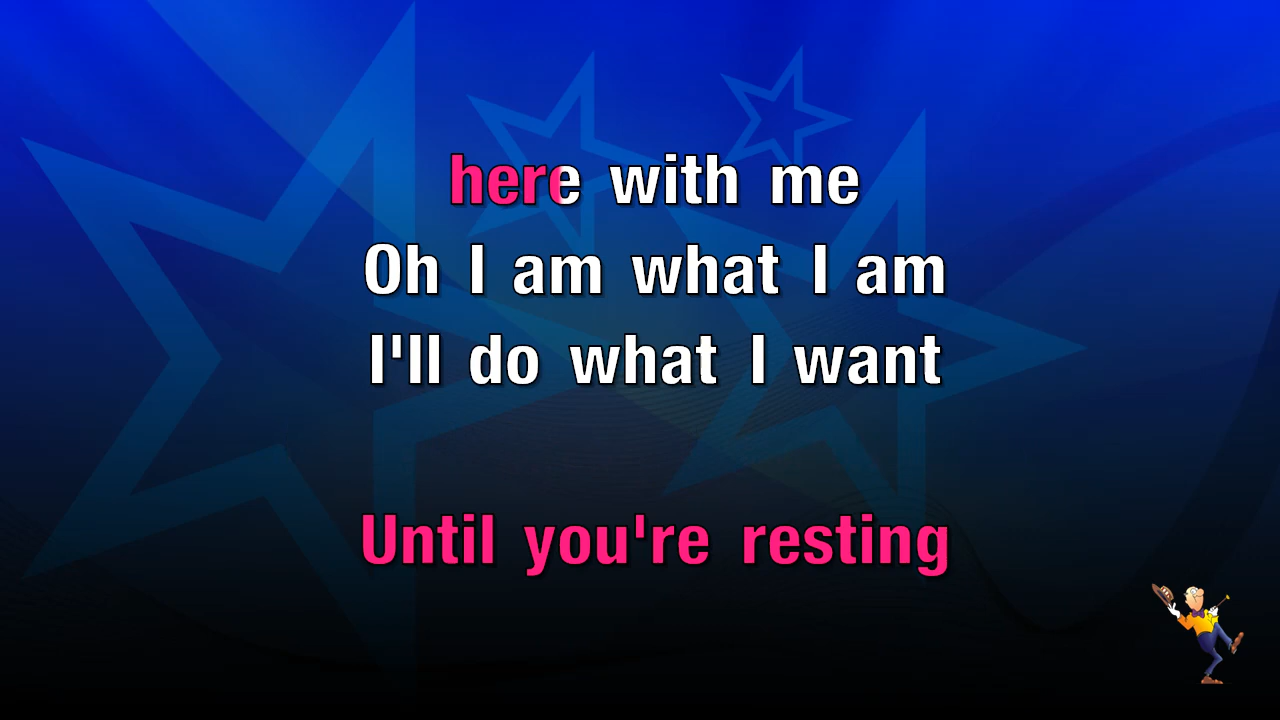 here with me
Oh I am what I am
I'll do what I want
Until you're resting